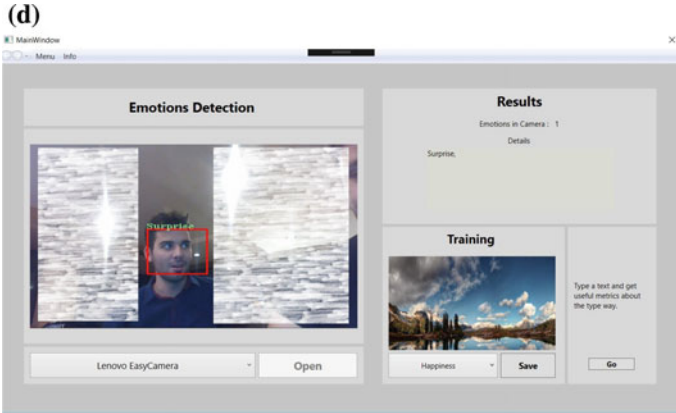 (d)
MainWindow
Menu Info
Emotions Detection
Surprise
Lenovo EasyCamera
Open
Results
Emotions in Camera : 1
Details
Surprise,
Training
Happiness
Save
Type a text and get
useful metrics about
the type way.
Go